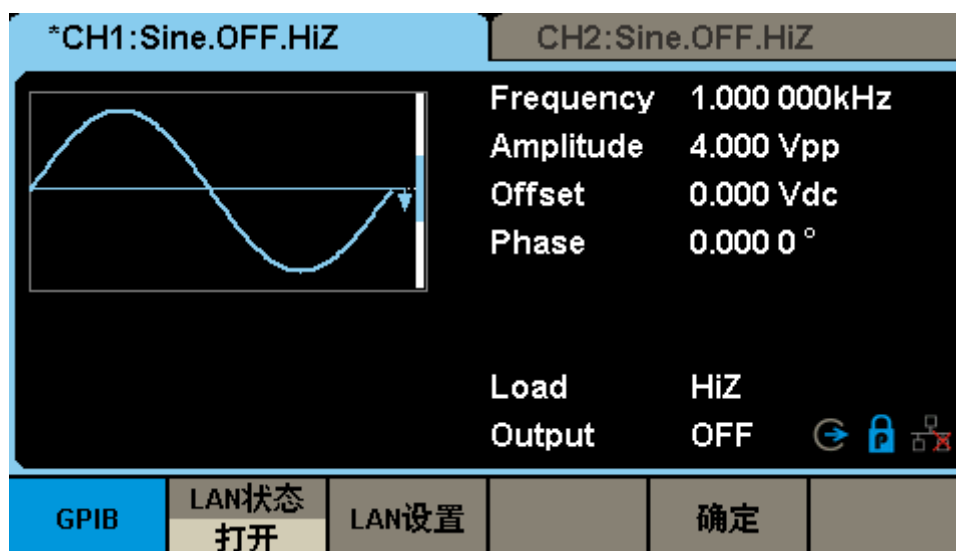 *CH1:Sine.OFF.HiZ
CH2:Sine.OFF.HiZ
Frequency 1.000 000kHz
Amplitude 4.000 Vpp
Offset 0.000 Vdc
Phase 0.000 0 °
Load HiZ
Output OFF
GPIB
LAN状态
打开
LAN设置
确定